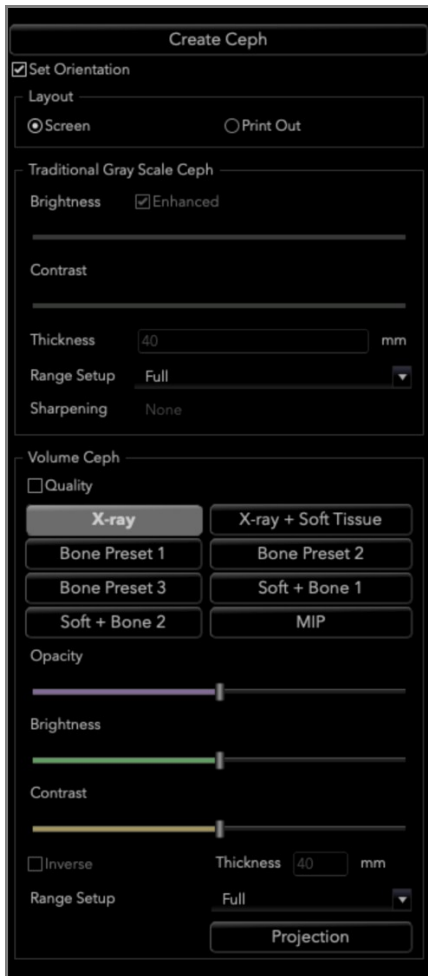 Create Ceph
Set Orientation
Layout
Screen Print Out
Traditional Gray Scale Ceph
Brightness Enhanced
Contrast
Thickness 40 mm
Range Setup Full
Sharpening None
Volume Ceph
Quality
X-ray X-ray + Soft Tissue
Bone Preset 1 Bone Preset 2
Bone Preset 3 Soft + Bone 1
Soft + Bone 2 MIP
Opacity
Brightness
Contrast
Inverse Thickness 40 mm
Range Setup Full
Projection